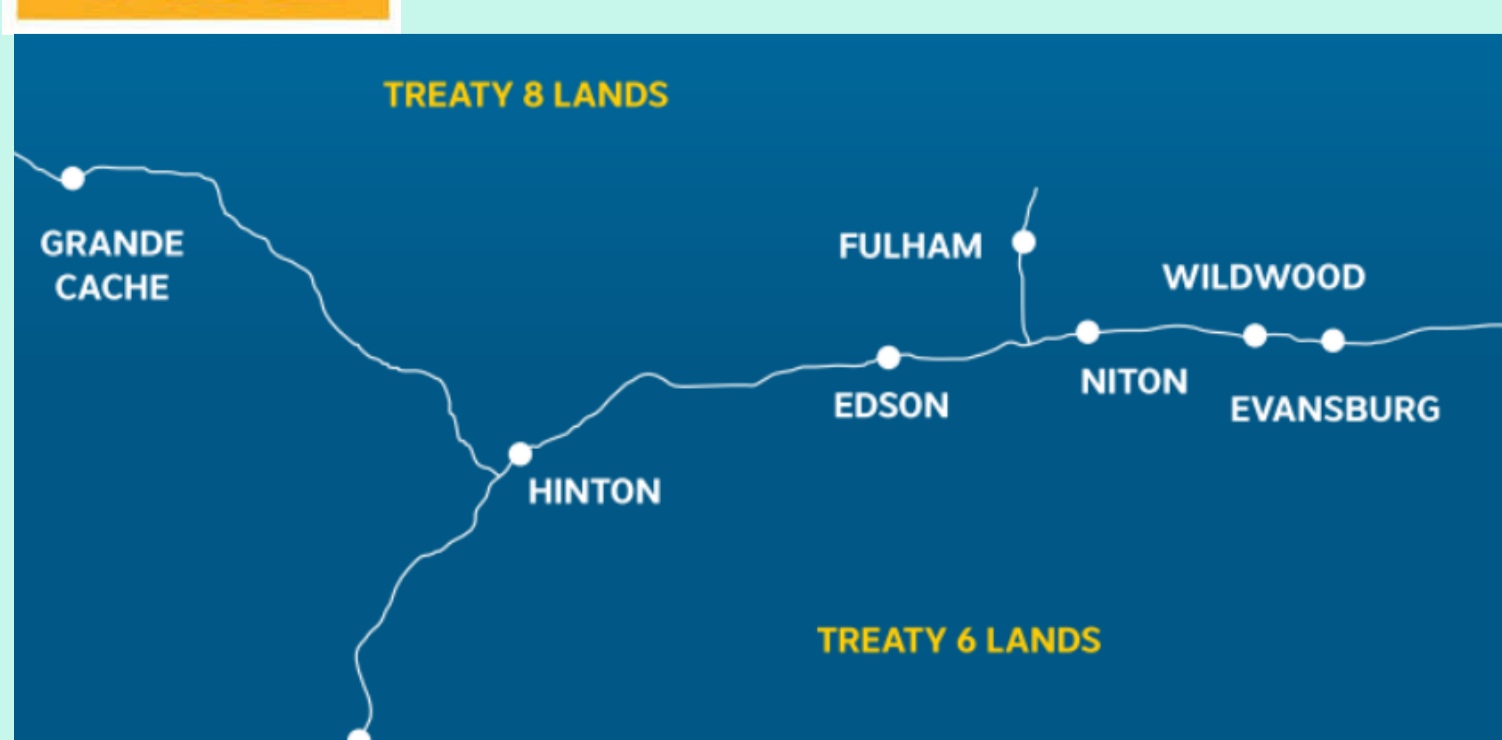 TREATY 8 LANDS
GRANDE
CACHE
FULHAM
WILDWOOD
NITON
EDSON
EVANSBURG
HINTON
TREATY 6 LANDS